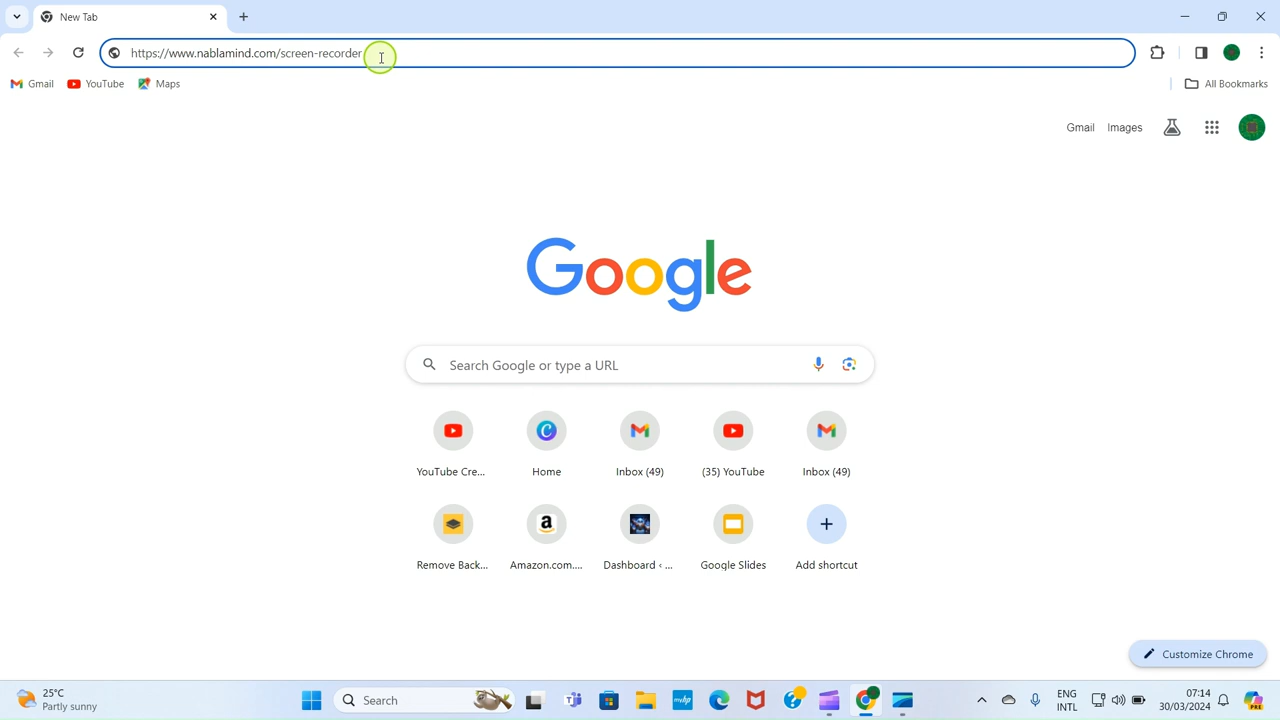 New Tab
https://www.nablamind.com/screen-recorder
Gmail YouTube Maps All Bookmarks
Gmail Images
Google
Search Google or type a URL
YouTube Cre... Home Inbox (49) (35) YouTube Inbox (49)
Remove Back... Amazon.com.... Dashboard ‹ ... Google Slides Add shortcut
Customize Chrome
25°C
Partly sunny
Search
ENG
INTL
07:14
30/03/2024